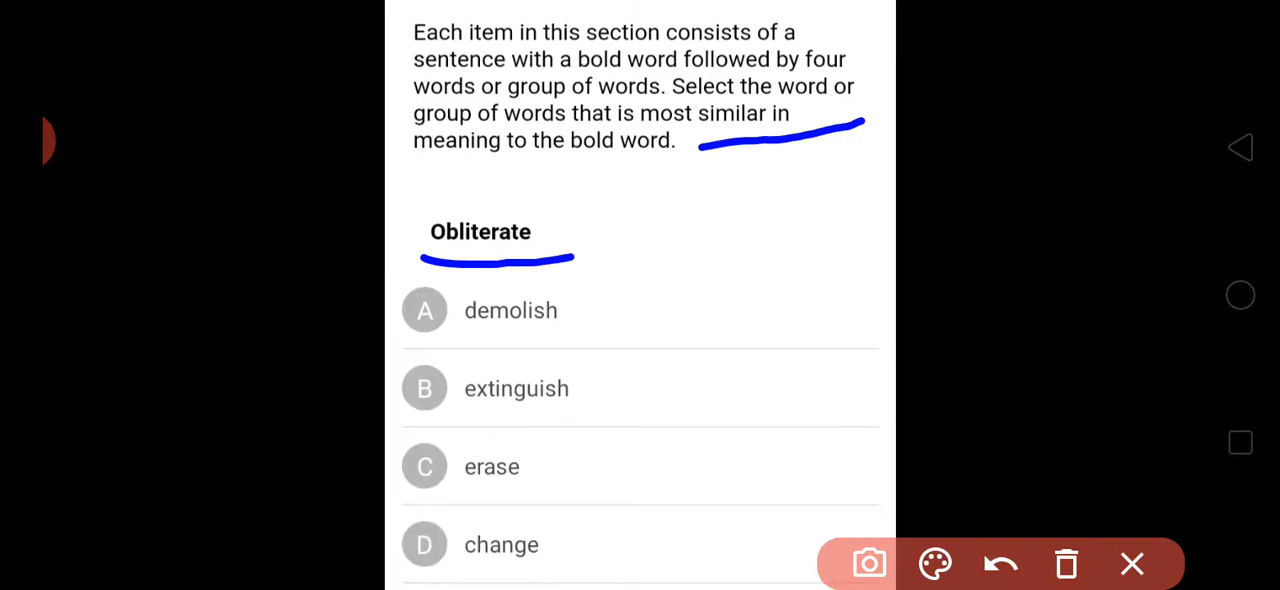 Each item in this section consists of a
sentence with a bold word followed by four
words or group of words. Select the word or
group of words that is most similar in
meaning to the bold word.
Obliterate
A demolish
B extinguish
C erase
D change